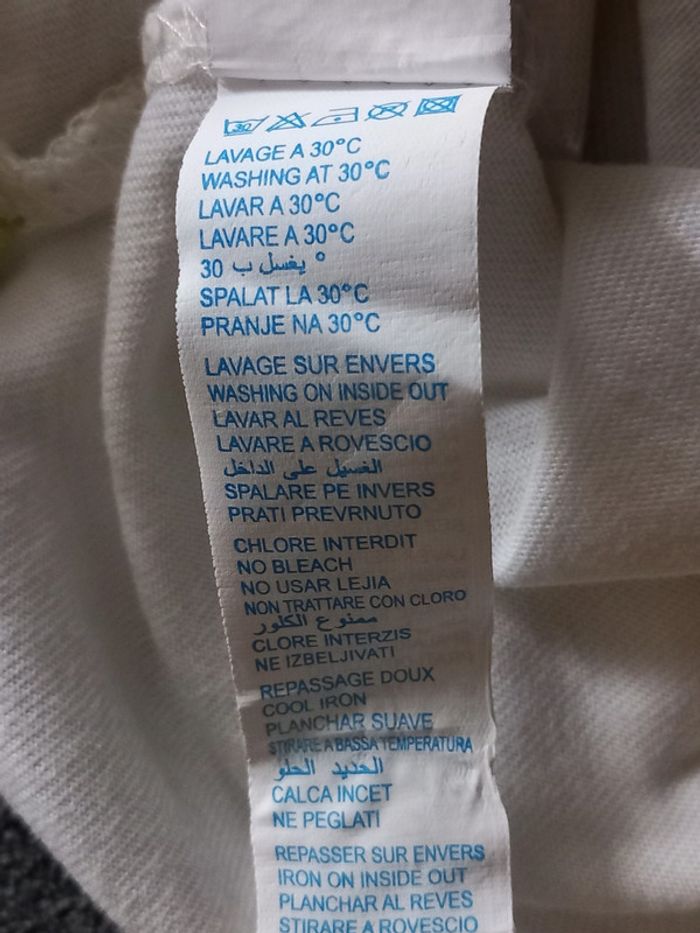 30
LAVAGE A 30°C
WASHING AT 30°C
LAVAR A 30°C
LAVARE A 30°C
يغسل ب 30 °
SPALAT LA 30°C
PRANJE NA 30°C
LAVAGE SUR ENVERS
WASHING ON INSIDE OUT
LAVAR AL REVES
LAVARE A ROVESCIO
الغسيل على الداخل
SPALARE PE INVERS
PRATI PREVRNUTO
CHLORE INTERDIT
NO BLEACH
NO USAR LEJIA
NON TRATTARE CON CLORO
ممنوع الكلور
CLORE INTERZIS
NE IZBELJIVATI
REPASSAGE DOUX
COOL IRON
PLANCHAR SUAVE
STIRARE A BASSA TEMPERATURA
الحديد الحلو
CALCA INCET
NE PEGLATI
REPASSER SUR ENVERS
IRON ON INSIDE OUT
PLANCHAR AL REVES
STIRARE A ROVESCIO